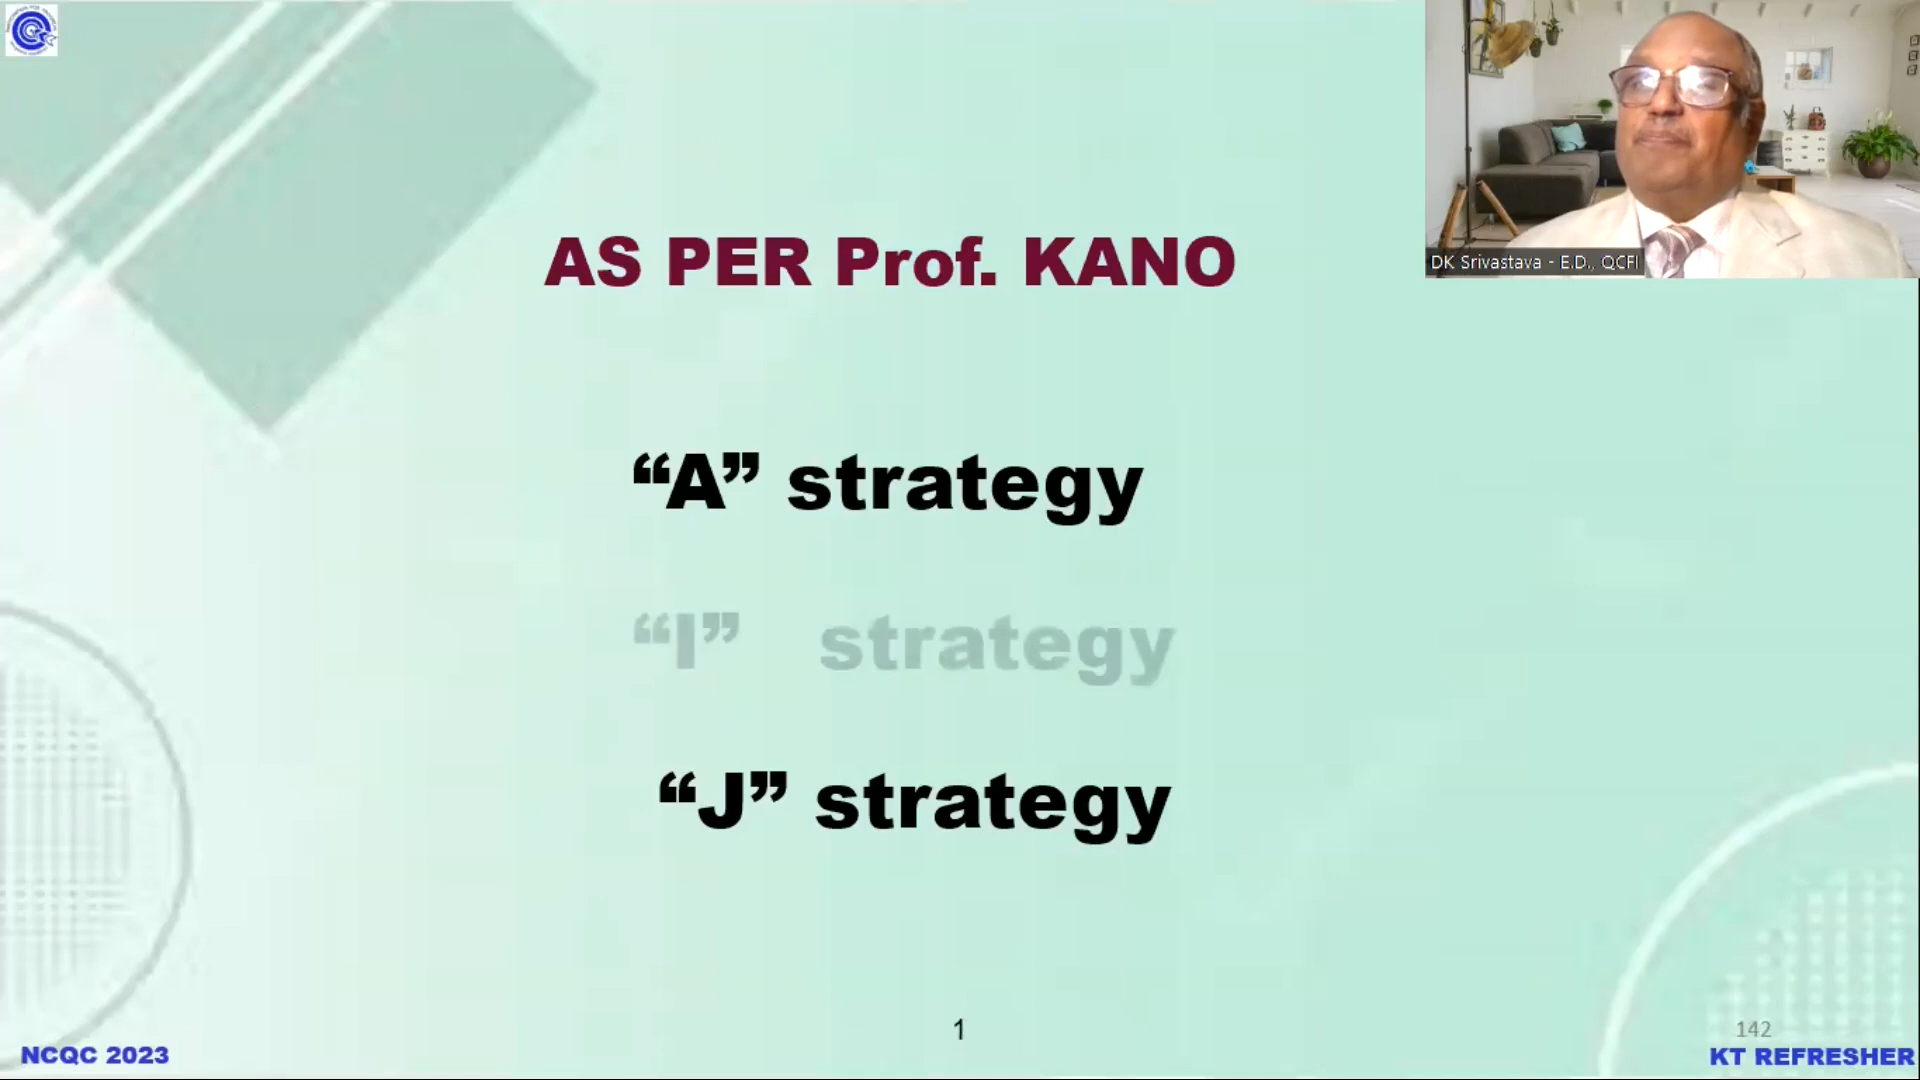 AS PER Prof. KANO
“A” strategy
“I” strategy
“J” strategy
DK Srivastava - E.D., QCFI
1
142
NCQC 2023
KT REFRESHER